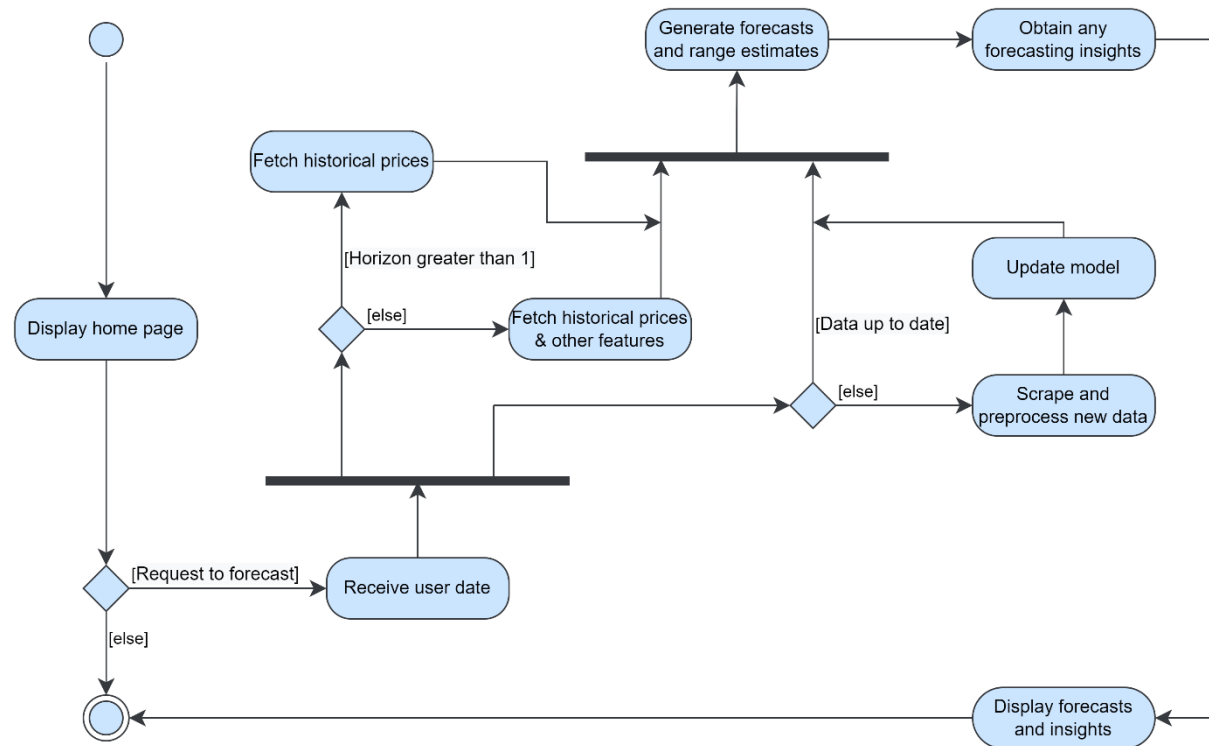 Generate forecasts
and range estimates
Obtain any
forecasting insights
Fetch historical prices
[Horizon greater than 1]
Update model
Display home page
[else]
Fetch historical prices
& other features
[Data up to date]
[else]
Scrape and
preprocess new data
[Request to forecast]
Receive user date
[else]
Display forecasts
and insights